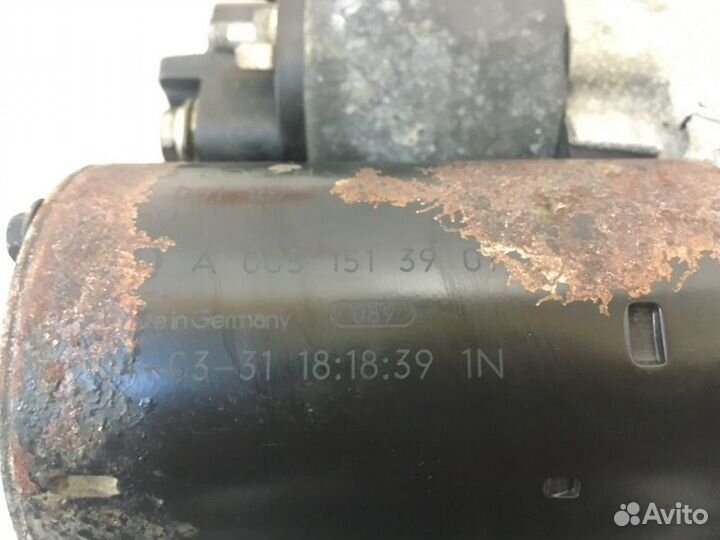 A 005 151 39 01
in Germany 089
03-31 18:18:39 1N
Avito